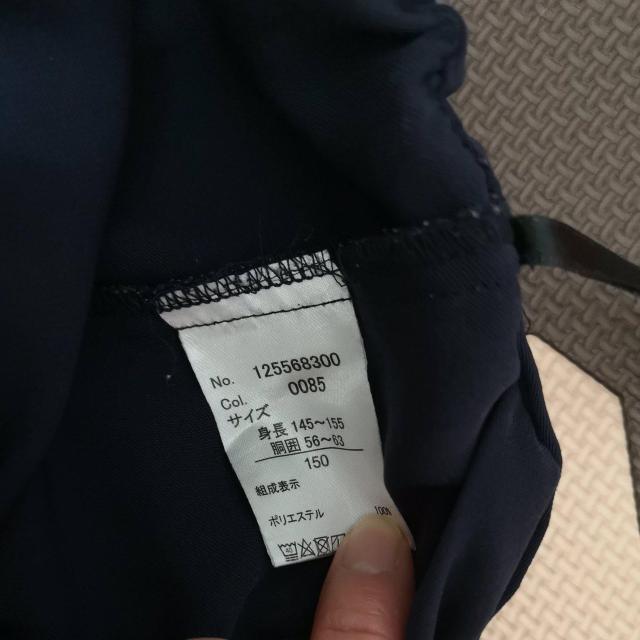 No. 125568300
Col. 0085
サイズ
身長 145～155
胴囲 56～63
150
組成表示
ポリエステル 100%
40